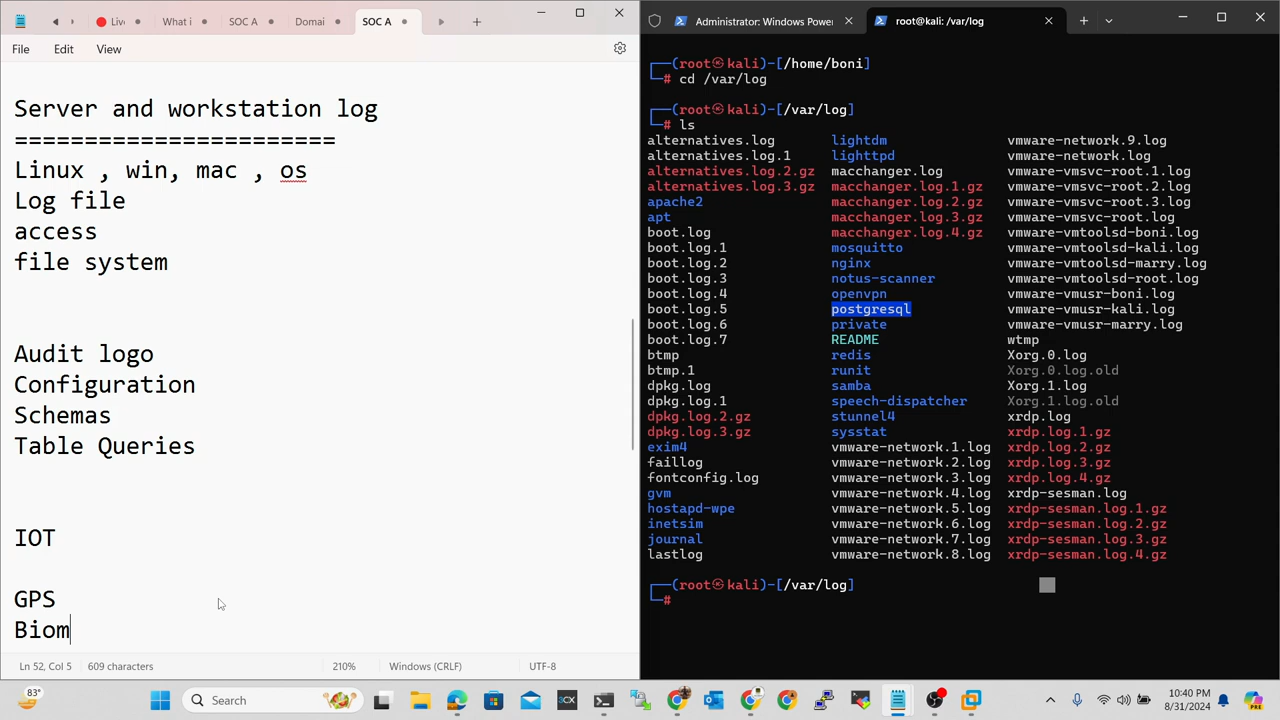 Live
What i
SOC A
Domai
SOC A
File
Edit
View
Server and workstation log
=======================
Linux , win, mac , os
Log file
access
file system
Audit logo
Configuration
Schemas
Table Queries
IOT
GPS
Biom
Ln 52, Col 5
609 characters
210%
Windows (CRLF)
UTF-8
Administrator: Windows Power
root@kali: /var/log
┌──(root㉿kali)-[/home/boni]
└─# cd /var/log
┌──(root㉿kali)-[/var/log]
└─# ls
alternatives.log lightdm vmware-network.9.log
alternatives.log.1 lighttpd vmware-network.log
alternatives.log.2.gz macchanger.log vmware-vmsvc-root.1.log
alternatives.log.3.gz macchanger.log.1.gz vmware-vmsvc-root.2.log
apache2 macchanger.log.2.gz vmware-vmsvc-root.3.log
apt macchanger.log.3.gz vmware-vmsvc-root.log
boot.log macchanger.log.4.gz vmware-vmtoolsd-boni.log
boot.log.1 mosquitto vmware-vmtoolsd-kali.log
boot.log.2 nginx vmware-vmtoolsd-marry.log
boot.log.3 notus-scanner vmware-vmtoolsd-root.log
boot.log.4 openvpn vmware-vmusr-boni.log
boot.log.5 postgresql vmware-vmusr-kali.log
boot.log.6 private vmware-vmusr-marry.log
boot.log.7 README wtmp
btmp redis Xorg.0.log
btmp.1 runit Xorg.0.log.old
dpkg.log samba Xorg.1.log
dpkg.log.1 speech-dispatcher Xorg.1.log.old
dpkg.log.2.gz stunnel4 xrdp.log
dpkg.log.3.gz sysstat xrdp.log.1.gz
exim4 vmware-network.1.log xrdp.log.2.gz
faillog vmware-network.2.log xrdp.log.3.gz
fontconfig.log vmware-network.3.log xrdp.log.4.gz
gvm vmware-network.4.log xrdp-sesman.log
hostapd-wpe vmware-network.5.log xrdp-sesman.log.1.gz
inetsim vmware-network.6.log xrdp-sesman.log.2.gz
journal vmware-network.7.log xrdp-sesman.log.3.gz
lastlog vmware-network.8.log xrdp-sesman.log.4.gz
┌──(root㉿kali)-[/var/log]
└─#
83°
Search
10:40 PM
8/31/2024